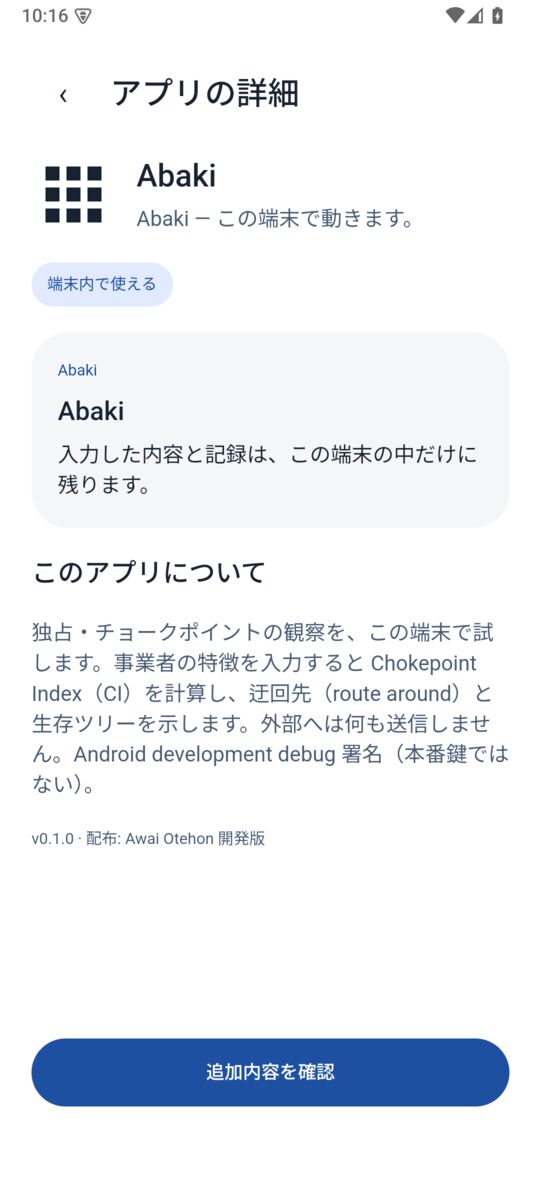 10:16
‹ アプリの詳細
Abaki
Abaki — この端末で動きます。
端末内で使える
Abaki
Abaki
入力した内容と記録は、この端末の中だけに
残ります。
このアプリについて
独占・チョークポイントの観察を、この端末で試
します。事業者の特徴を入力すると Chokepoint
Index（CI）を計算し、迂回先（route around）と
生存ツリーを示します。外部へは何も送信しませ
ん。Android development debug 署名（本番鍵では
ない）。
v0.1.0 · 配布: Awai Otehon 開発版
追加内容を確認